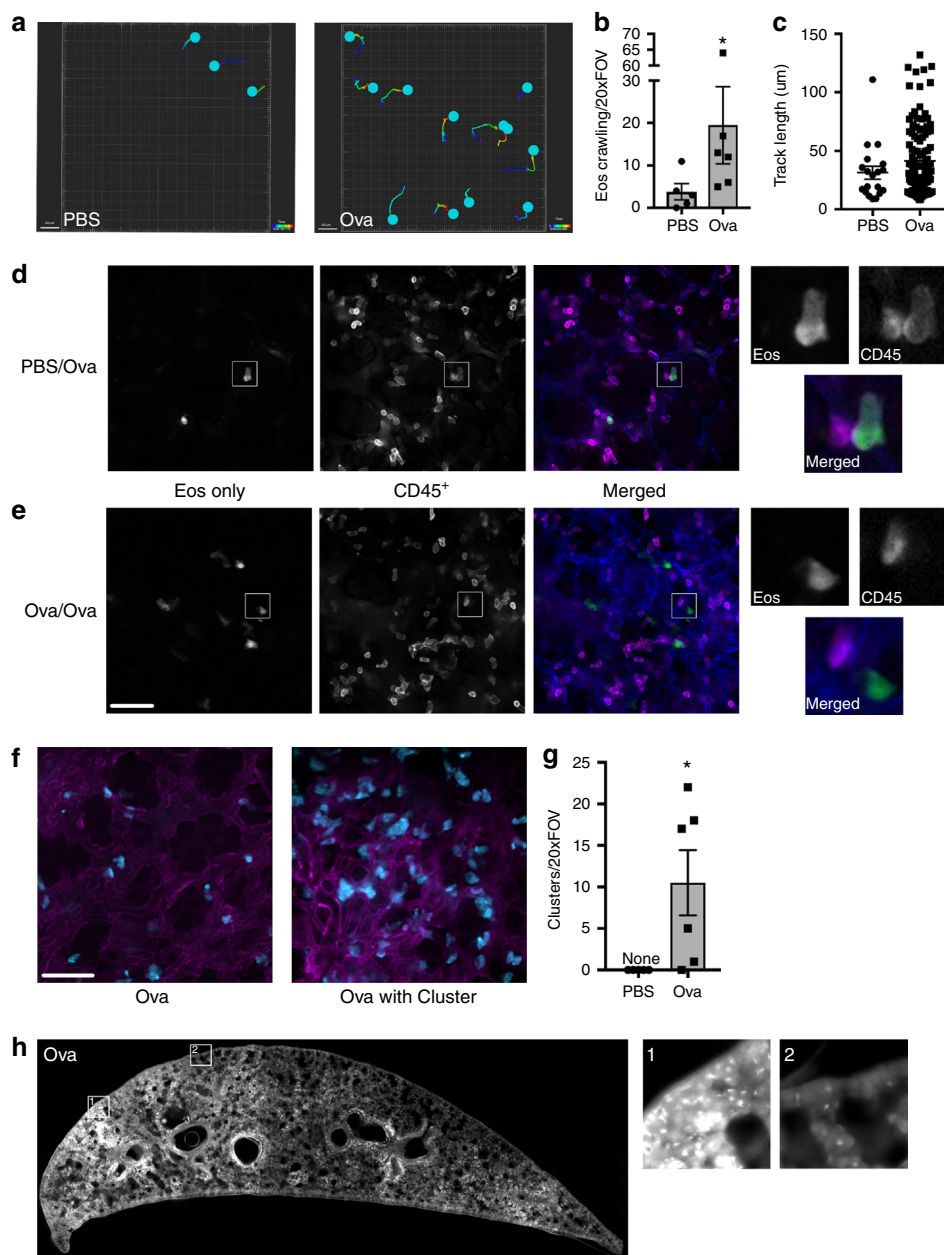 a
PBS
Time
Ova
Time
b
Eos crawling/20xFOV
70
65
60
30
20
10
0
*
PBS Ova
c
Track length (um)
150
100
50
0
PBS Ova
d
PBS/Ova
Eos
CD45
Merged
Eos only
CD45+
Merged
e
Ova/Ova
Eos
CD45
Merged
f
Ova
Ova with Cluster
g
Clusters/20xFOV
25
20
15
10
5
0
*
None
PBS Ova
h
Ova
1
2
1
2